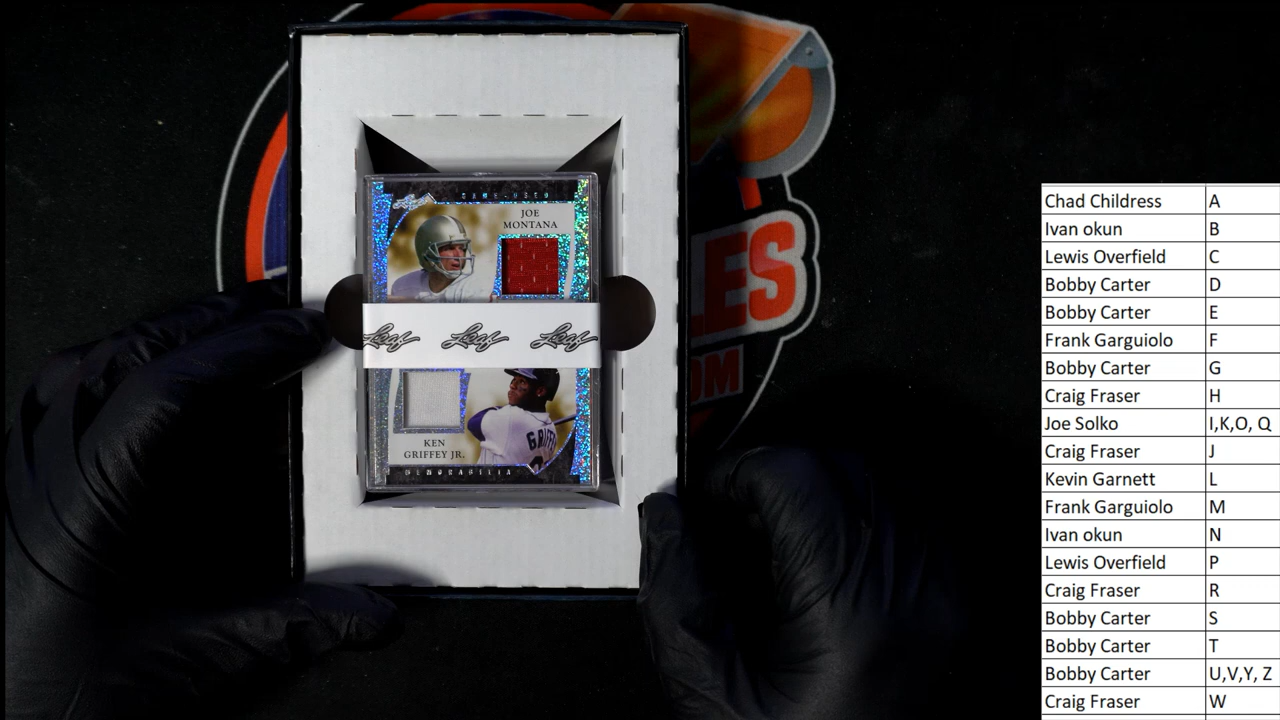 Leaf
GAME-USED
JOE
MONTANA
Leaf Leaf Leaf
KEN
GRIFFEY JR.
GRIFF
MEMORABILIA
LES
OM
Chad Childress A
Ivan okun B
Lewis Overfield C
Bobby Carter D
Bobby Carter E
Frank Garguiolo F
Bobby Carter G
Craig Fraser H
Joe Solko I,K,O, Q
Craig Fraser J
Kevin Garnett L
Frank Garguiolo M
Ivan okun N
Lewis Overfield P
Craig Fraser R
Bobby Carter S
Bobby Carter T
Bobby Carter U,V,Y, Z
Craig Fraser W